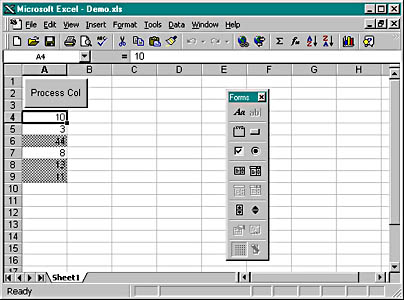 Microsoft Excel - Demo.xls
File Edit View Insert Format Tools Data Window Help
A4 = 10
A B C D E F G H
1
2 Process Col
3
4 10
5 3
6 44
7 8
8 13
9 11
10
11
12
13
14
15
16
17
Forms
Aa ab|
Sheet1
Ready